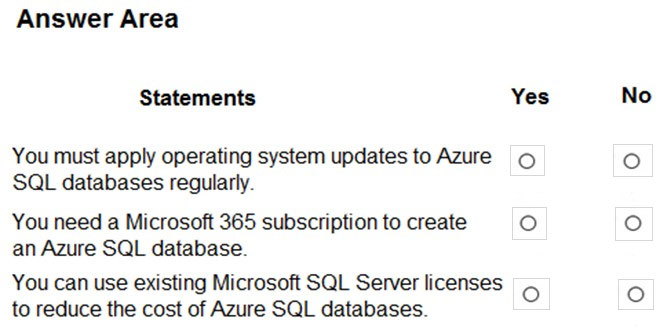 Answer Area
Statements Yes No
You must apply operating system updates to Azure
SQL databases regularly.
You need a Microsoft 365 subscription to create
an Azure SQL database.
You can use existing Microsoft SQL Server licenses
to reduce the cost of Azure SQL databases.